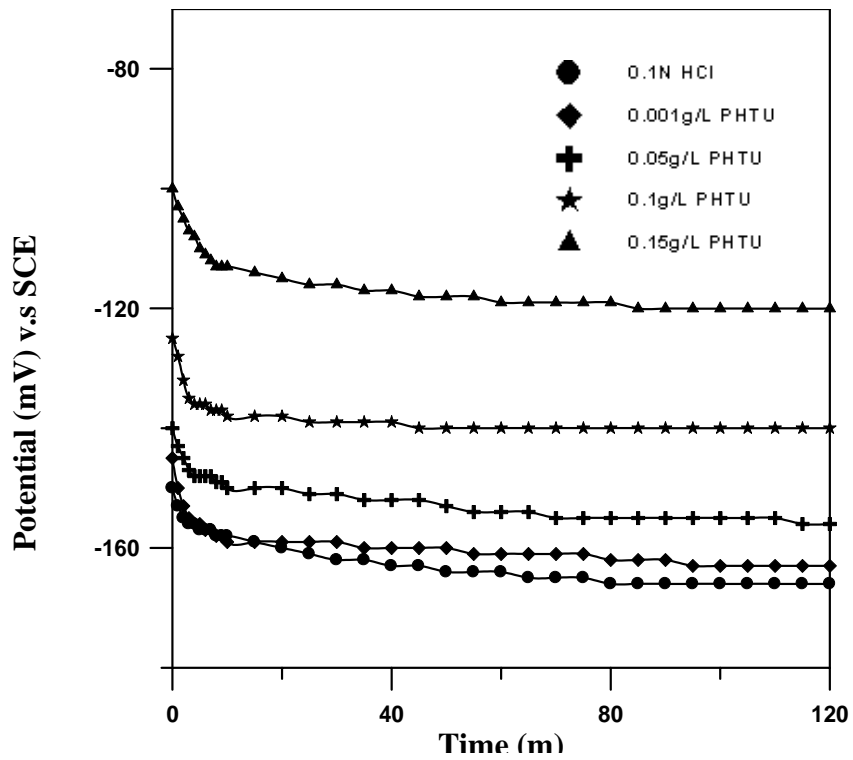 -80
-120
-160
Potential (mV) v.s SCE
0.1N HCl
0.001g/L PHTU
0.05g/L PHTU
0.1g/L PHTU
0.15g/L PHTU
0 40 80 120
Time (m)